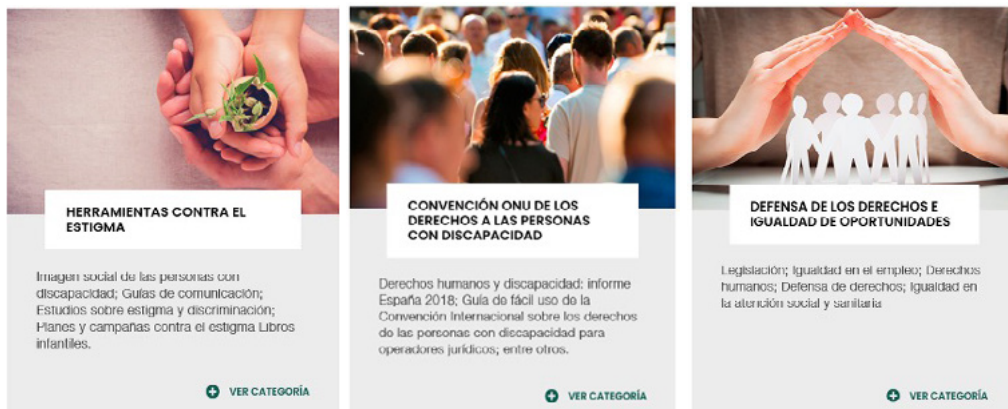 HERRAMIENTAS CONTRA EL
ESTIGMA
Imagen social de las personas con
discapacidad; Guías de comunicación;
Estudios sobre estigma y discriminación;
Planes y campañas contra el estigma Libros
infantiles.
VER CATEGORÍA
CONVENCIÓN ONU DE LOS
DERECHOS A LAS PERSONAS
CON DISCAPACIDAD
Derechos humanos y discapacidad: informe
España 2018; Guía de fácil uso de la
Convención Internacional sobre los derechos
de las personas con discapacidad para
operadores jurídicos; entre otros.
VER CATEGORÍA
DEFENSA DE LOS DERECHOS E
IGUALDAD DE OPORTUNIDADES
Legislación; Igualdad en el empleo; Derechos
humanos; Defensa de derechos; Igualdad en
la atención social y sanitaria
VER CATEGORÍA